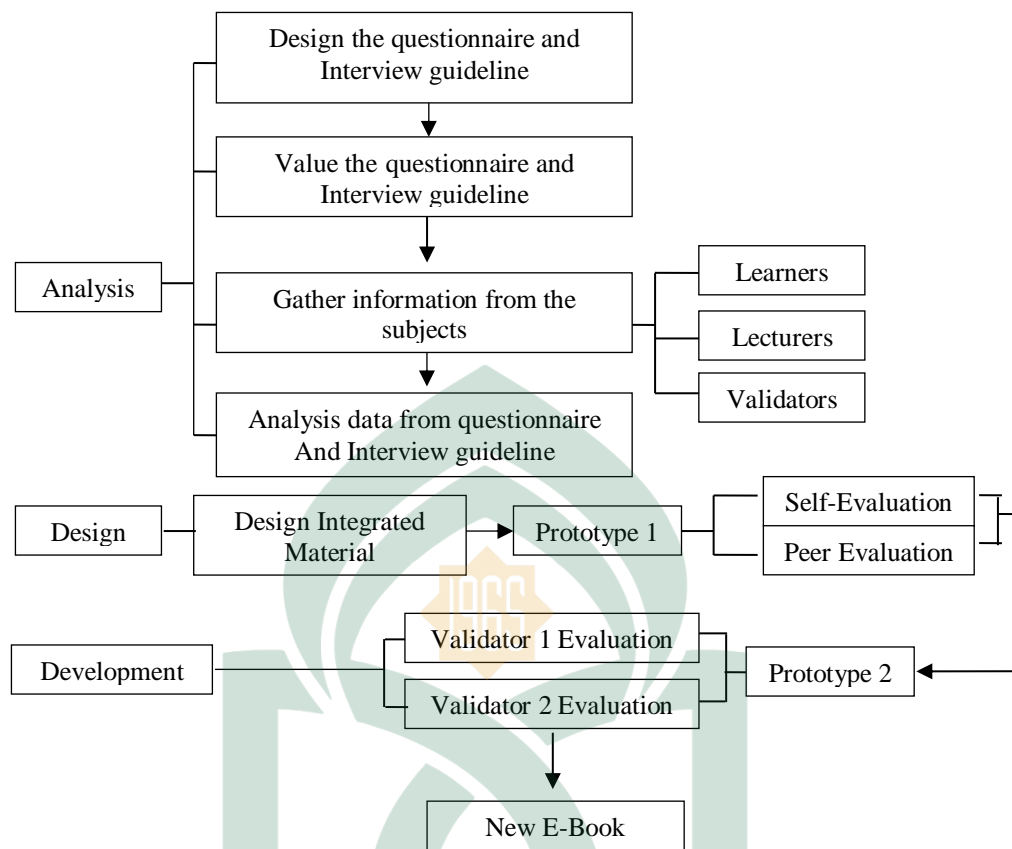 Design the questionnaire and
Interview guideline
Value the questionnaire and
Interview guideline
Analysis
Gather information from the
subjects
Learners
Lecturers
Validators
Analysis data from questionnaire
And Interview guideline
Design
Design Integrated
Material
Prototype 1
Self-Evaluation
Peer Evaluation
Development
Validator 1 Evaluation
Validator 2 Evaluation
Prototype 2
New E-Book
1965